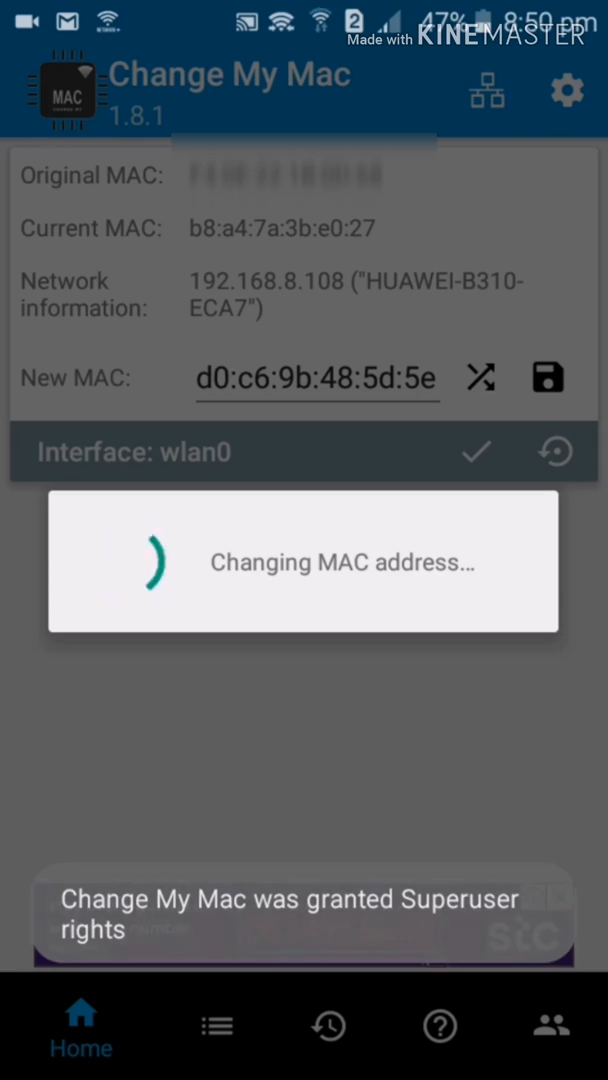 2 47% 8:50 pm
Made with KINEMASTER
Change My Mac
1.8.1
MAC
Original MAC:
Current MAC: b8:a4:7a:3b:e0:27
Network information: 192.168.8.108 ("HUAWEI-B310-
ECA7")
New MAC: d0:c6:9b:48:5d:5e
Interface: wlan0
Changing MAC address...
Change My Mac was granted Superuser
rights
stc
Home